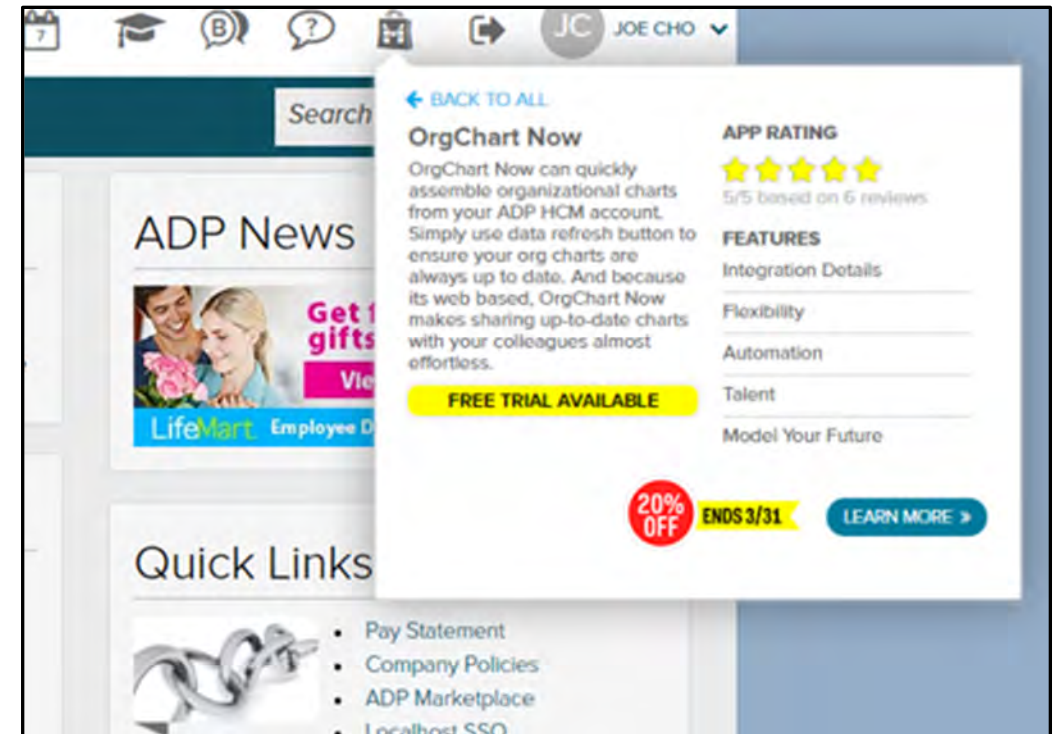 7
B
?
JC JOE CHO
Search
BACK TO ALL
OrgChart Now
OrgChart Now can quickly
assemble organizational charts
from your ADP HCM account.
Simply use data refresh button to
ensure your org charts are
always up to date. And because
its web based, OrgChart Now
makes sharing up-to-date charts
with your colleagues almost
effortless.
FREE TRIAL AVAILABLE
APP RATING
5/5 based on 6 reviews
FEATURES
Integration Details
Flexibility
Automation
Talent
Model Your Future
20%
OFF
ENDS 3/31
LEARN MORE »
ADP News
Get
gifts
LifeMart Employee
Quick Links
• Pay Statement
• Company Policies
• ADP Marketplace
• Localhost SSO